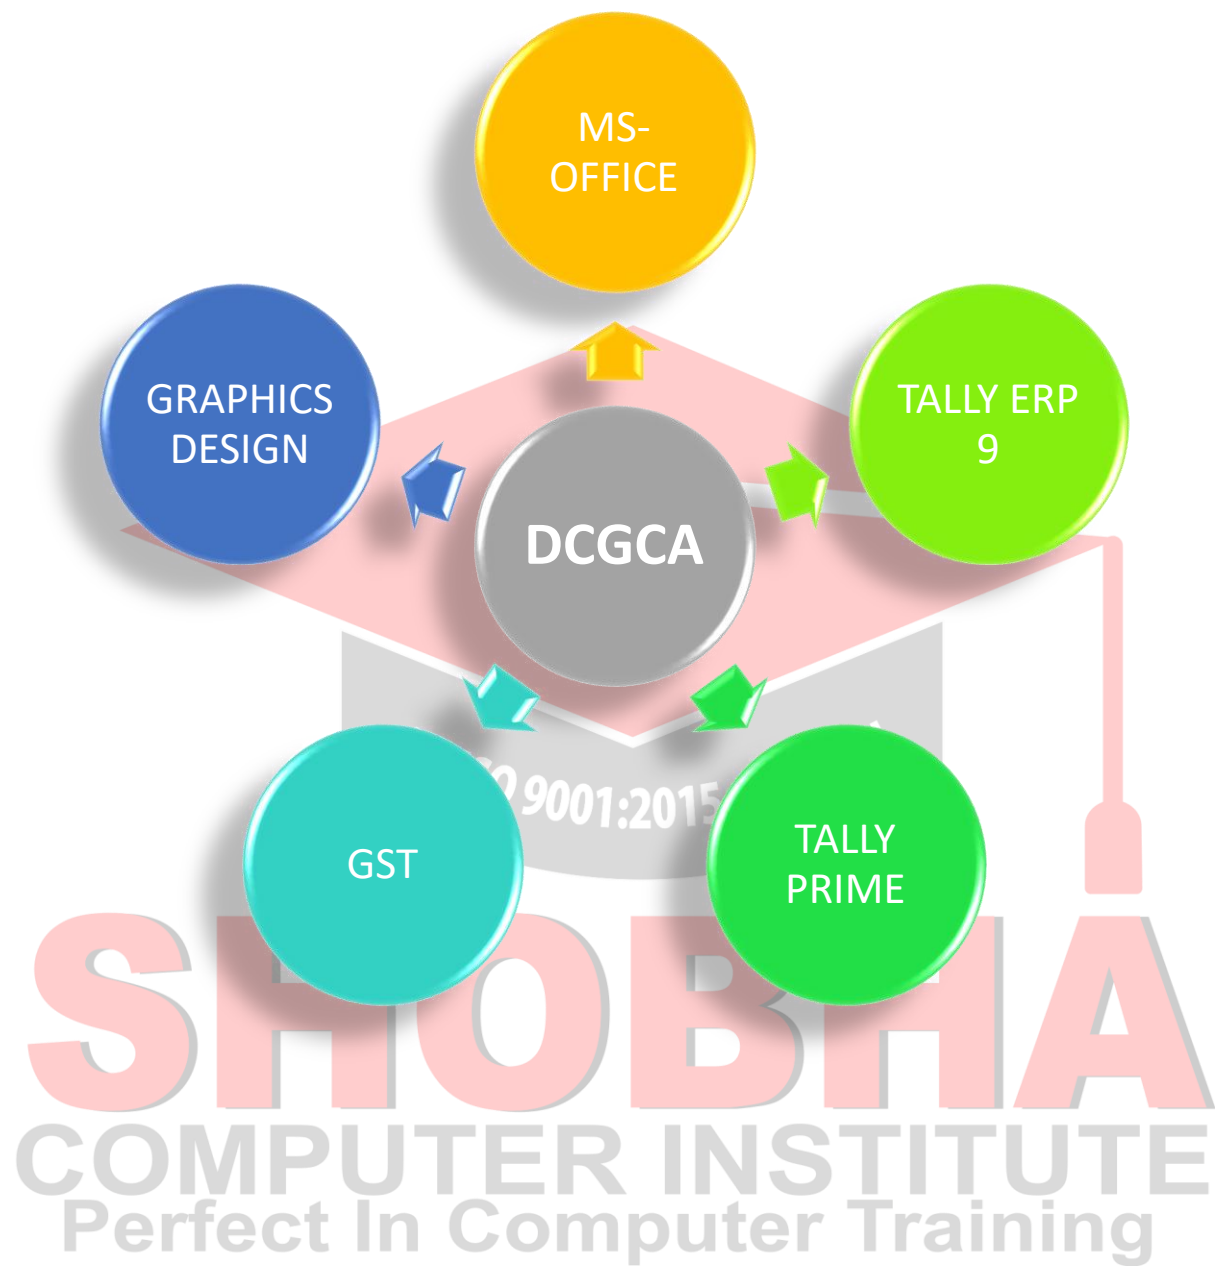 MS-
OFFICE
GRAPHICS
DESIGN
TALLY ERP
9
DCGCA
9001:2015
GST
TALLY
PRIME
SHOBHA
COMPUTER INSTITUTE
Perfect In Computer Training